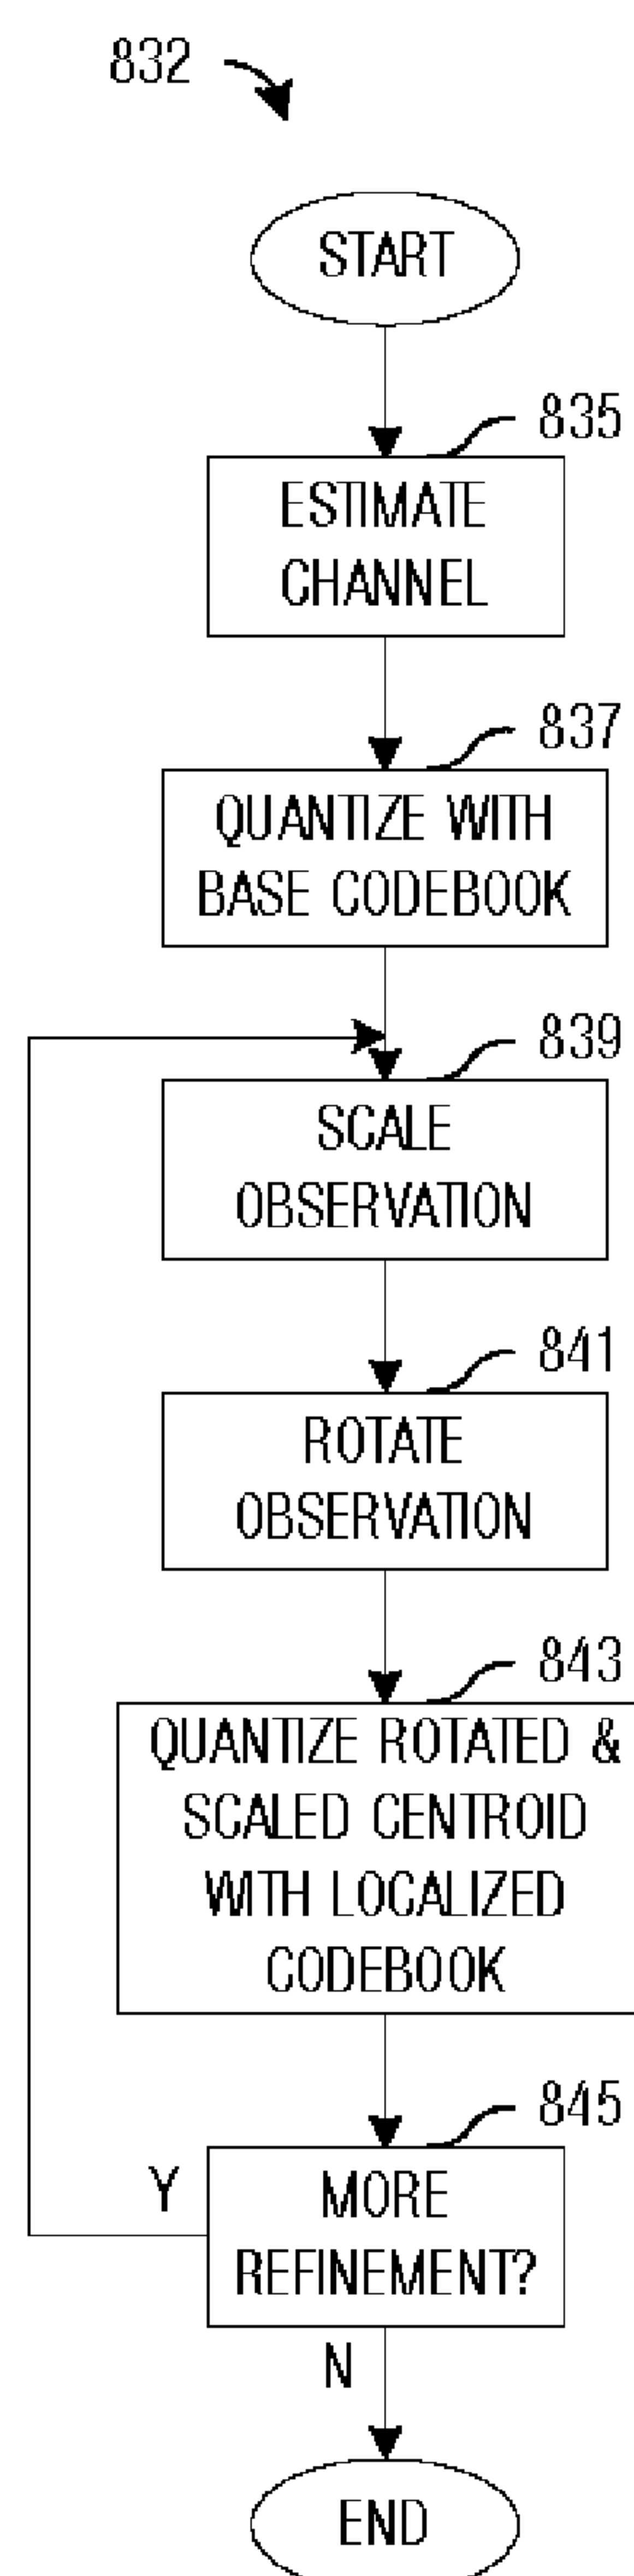 832
START
835
ESTIMATE
CHANNEL
837
QUANTIZE WITH
BASE CODEBOOK
839
SCALE
OBSERVATION
841
ROTATE
OBSERVATION
843
QUANTIZE ROTATED &
SCALED CENTROID
WITH LOCALIZED
CODEBOOK
845
Y
MORE
REFINEMENT?
N
END